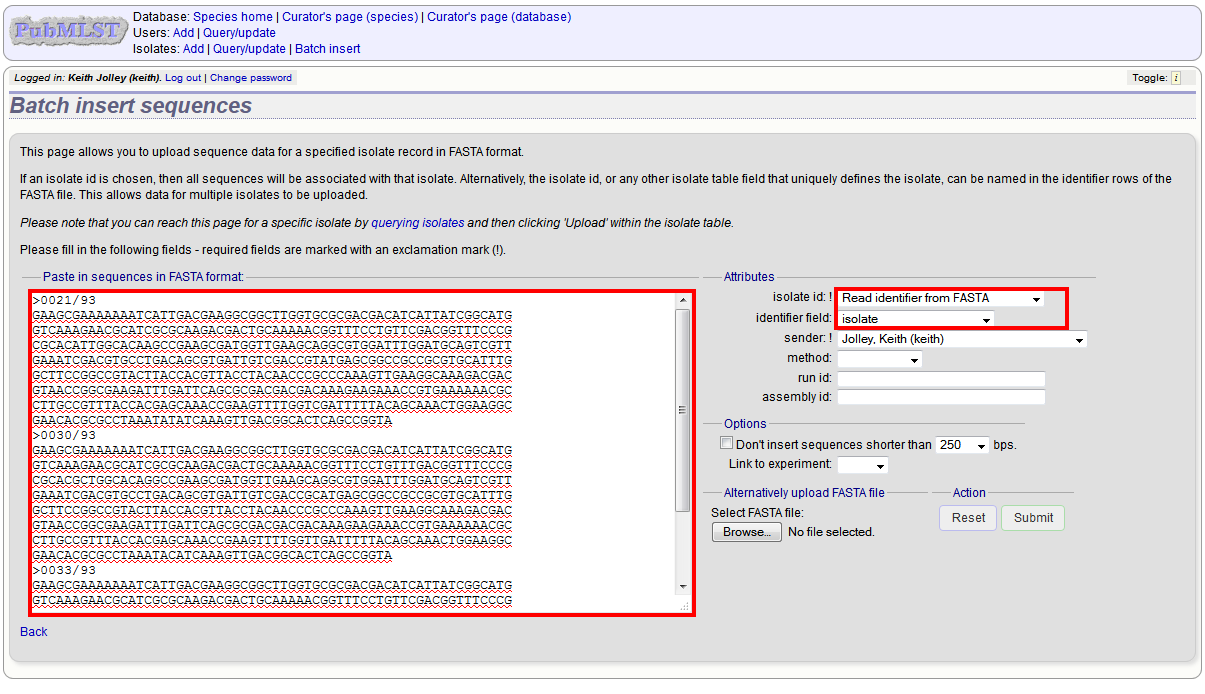 PubMLST
Database: Species home | Curator's page (species) | Curator's page (database)
Users: Add | Query/update
Isolates: Add | Query/update | Batch insert
Logged in: Keith Jolley (keith). Log out | Change password
Toggle: i
Batch insert sequences
This page allows you to upload sequence data for a specified isolate record in FASTA format.
If an isolate id is chosen, then all sequences will be associated with that isolate. Alternatively, the isolate id, or any other isolate table field that uniquely defines the isolate, can be named in the identifier rows of the
FASTA file. This allows data for multiple isolates to be uploaded.
Please note that you can reach this page for a specific isolate by querying isolates and then clicking 'Upload' within the isolate table.
Please fill in the following fields - required fields are marked with an exclamation mark (!).
Paste in sequences in FASTA format:
>0021/93
GAAGCGAAAAAAATCATTGACGAAGGCGGCTTGGTGCGCGACGACATCATTATCGGCATG
GTCAAAGAACGCATCGCGCAAGACGACTGCAAAAACGGTTTCCTGTTCGACGGTTTCCCG
CGCACATTGGCACAAGCCGAAGCGATGGTTGAAGCAGGCGTGGATTTGGATGCAGTCGTT
GAAATCGACGTGCCTGACAGCGTGATTGTCGACCGTATGAGCGGCCGCCGCGTGCATTTG
GCTTCCGGCCGTACTTACCACGTTACCTACAACCCGCCCAAAGTTGAAGGCAAAGACGAC
GTAACCGGCGAAGATTTGATTCAGCGCGACGACGACAAAGAAGAAACCGTGAAAAAACGC
CTTGCCGTTTACCACGAGCAAACCGAAGTTTTGGTCGATTTTTACAGCAAACTGGAAGGC
GAACACGCGCCTAAATATATCAAAGTTGACGGCACTCAGCCGGTA
>0030/93
GAAGCGAAAAAAATCATTGACGAAGGCGGCTTGGTGCGCGACGACATCATTATCGGCATG
GTCAAAGAACGCATCGCGCAAGACGACTGCAAAAACGGTTTCCTGTTTGACGGTTTCCCG
CGCACGCTGGCACAGGCCGAAGCGATGGTTGAAGCAGGCGTGGATTTGGATGCAGTCGTT
GAAATCGACGTGCCTGACAGCGTGATTGTCGACCGCATGAGCGGCCGCCGCGTGCATTTG
GCTTCCGGCCGTACTTACCACGTTACCTACAACCCGCCCAAAGTTGAAGGCAAAGACGAC
GTAACCGGCGAAGATTTGATTCAGCGCGACGACGACAAAGAAGAAACCGTGAAAAAACGC
CTTGCCGTTTACCACGAGCAAACCGAAGTTTTGGTTGATTTTTACAGCAAACTGGAAGGC
GAACACGCGCCTAAATACATCAAAGTTGACGGCACTCAGCCGGTA
>0033/93
GAAGCGAAAAAAATCATTGACGAAGGCGGCTTGGTGCGCGACGACATCATTATCGGCATG
GTCAAAGAACGCATCGCGCAAGACGACTGCAAAAACGGTTTCCTGTTCGACGGTTTCCCG
Attributes
isolate id: ! Read identifier from FASTA
identifier field: isolate
sender: ! Jolley, Keith (keith)
method:
run id:
assembly id:
Options
Don't insert sequences shorter than 250 bps.
Link to experiment:
Alternatively upload FASTA file
Select FASTA file:
Browse... No file selected.
Action
Reset Submit
Back